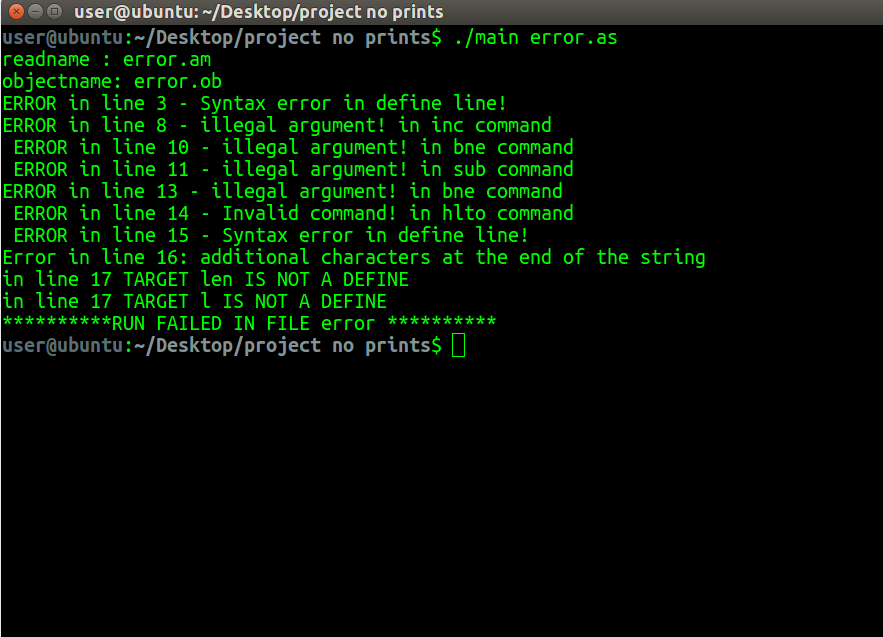 user@ubuntu: ~/Desktop/project no prints
user@ubuntu:~/Desktop/project no prints$ ./main error.as
readname : error.am
objectname: error.ob
ERROR in line 3 - Syntax error in define line!
ERROR in line 8 - illegal argument! in inc command
 ERROR in line 10 - illegal argument! in bne command
 ERROR in line 11 - illegal argument! in sub command
ERROR in line 13 - illegal argument! in bne command
 ERROR in line 14 - Invalid command! in hlto command
 ERROR in line 15 - Syntax error in define line!
Error in line 16: additional characters at the end of the string
in line 17 TARGET len IS NOT A DEFINE
in line 17 TARGET l IS NOT A DEFINE
**********RUN FAILED IN FILE error **********
user@ubuntu:~/Desktop/project no prints$